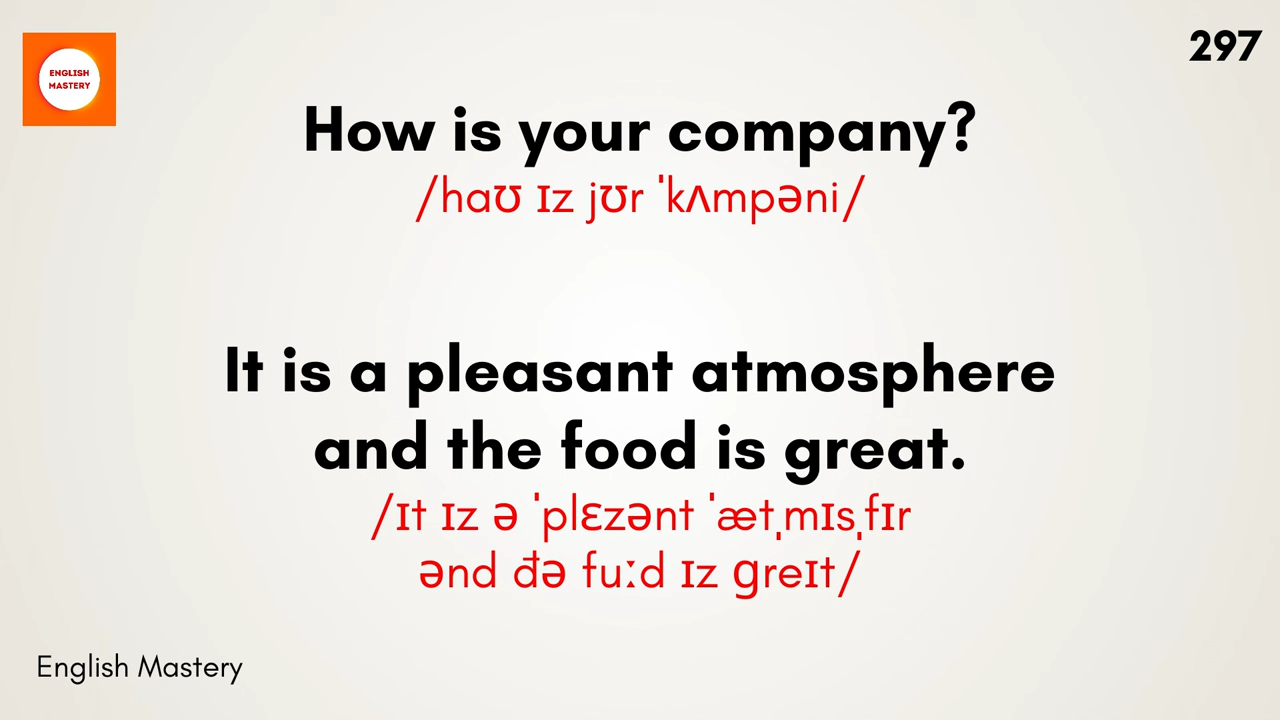 ENGLISH
MASTERY
297
How is your company?
/haʊ ɪz jʊr ˈkʌmpəni/
It is a pleasant atmosphere
and the food is great.
/ɪt ɪz ə ˈplɛzənt ˈætˌmɪsˌfɪr
ənd đə fuːd ɪz ɡreɪt/
English Mastery